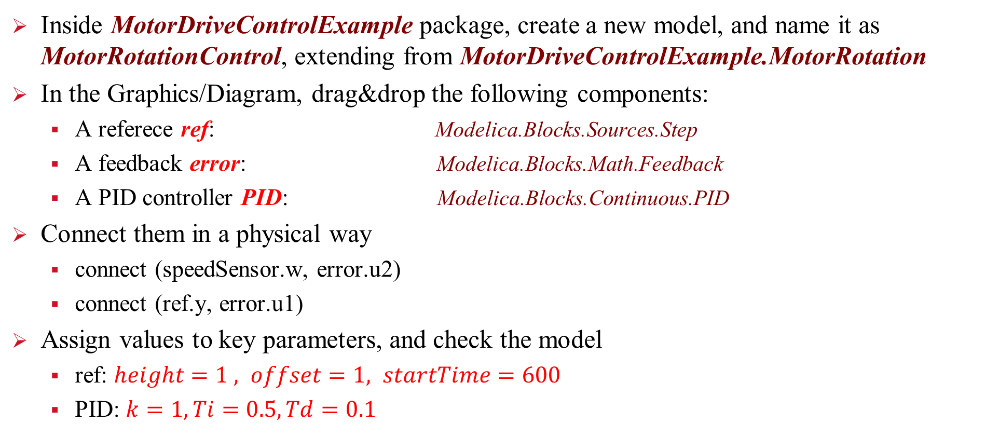 ➢ Inside MotorDriveControlExample package, create a new model, and name it as
MotorRotationControl, extending from MotorDriveControlExample.MotorRotation
➢ In the Graphics/Diagram, drag&drop the following components:
▪ A referece ref: Modelica.Blocks.Sources.Step
▪ A feedback error: Modelica.Blocks.Math.Feedback
▪ A PID controller PID: Modelica.Blocks.Continuous.PID
➢ Connect them in a physical way
▪ connect (speedSensor.w, error.u2)
▪ connect (ref.y, error.u1)
➢ Assign values to key parameters, and check the model
▪ ref: height = 1 , offset = 1, startTime = 600
▪ PID: k = 1, Ti = 0.5, Td = 0.1